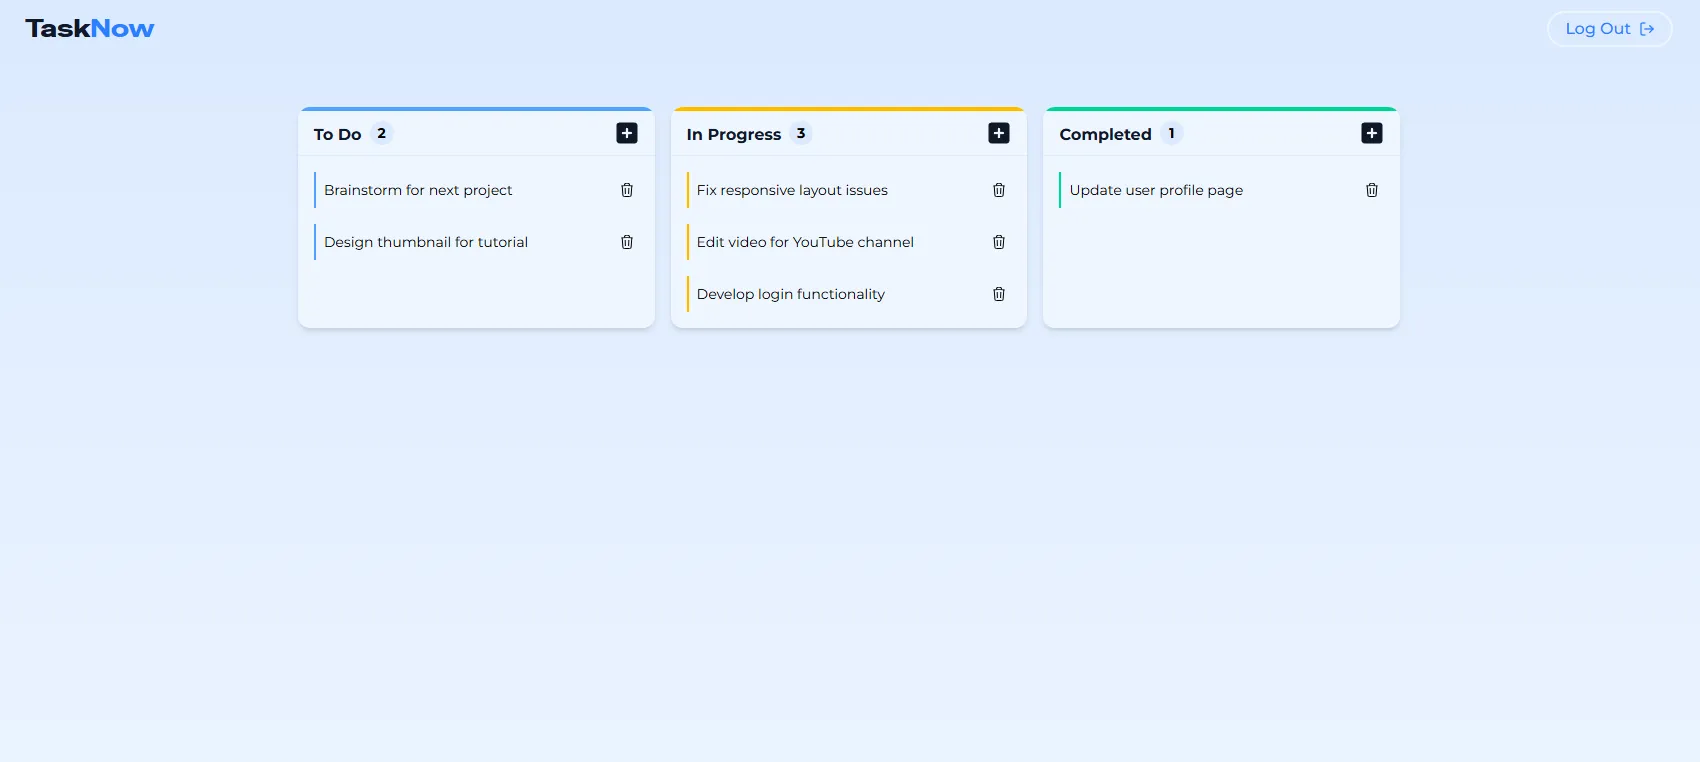 TaskNow
Log Out
To Do 2
Brainstorm for next project
Design thumbnail for tutorial
In Progress 3
Fix responsive layout issues
Edit video for YouTube channel
Develop login functionality
Completed 1
Update user profile page